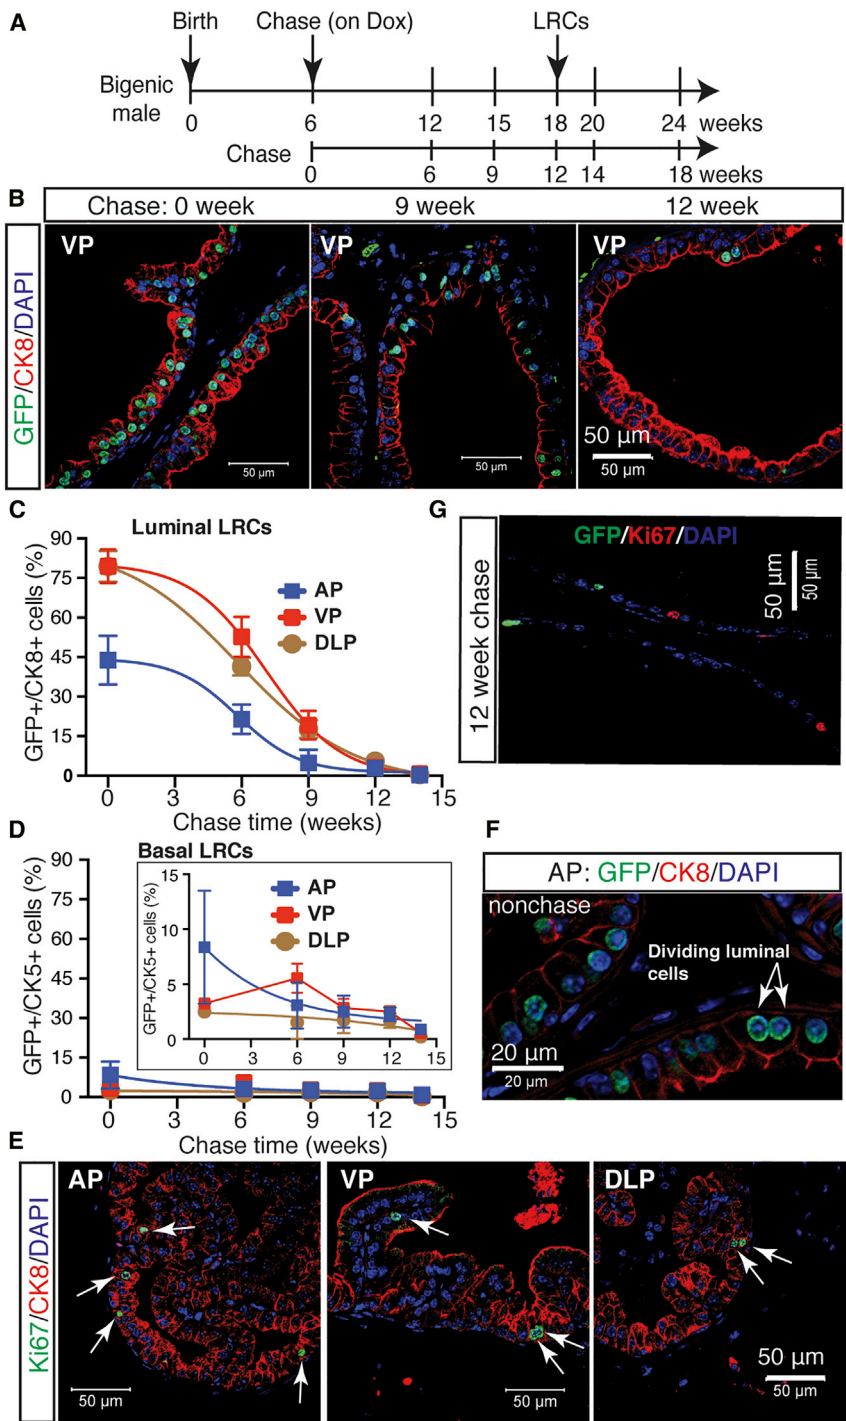 A
Birth
Chase (on Dox)
LRCs
Bigenic
male
0
6
12
15
18
20
24
weeks
Chase
0
6
9
12
14
18 weeks
B
Chase: 0 week
9 week
12 week
GFP/CK8/DAPI
VP
50 µm
VP
50 µm
VP
50 µm
50 µm
C
Luminal LRCs
GFP+/CK8+ cells (%)
90
75
60
45
30
15
0
AP
VP
DLP
0
3
6
9
12
15
Chase time (weeks)
G
12 week chase
GFP/Ki67/DAPI
50 µm
50 µm
D
Basal LRCs
GFP+/CK5+ cells (%)
90
75
60
45
30
15
0
GFP+/CK5+ cells (%)
15
10
5
0
AP
VP
DLP
0
3
6
9
12
15
0
3
6
9
12
15
Chase time (weeks)
F
AP: GFP/CK8/DAPI
nonchase
Dividing luminal
cells
20 µm
20 µm
E
Ki67/CK8/DAPI
AP
50 µm
VP
50 µm
DLP
50 µm
50 µm